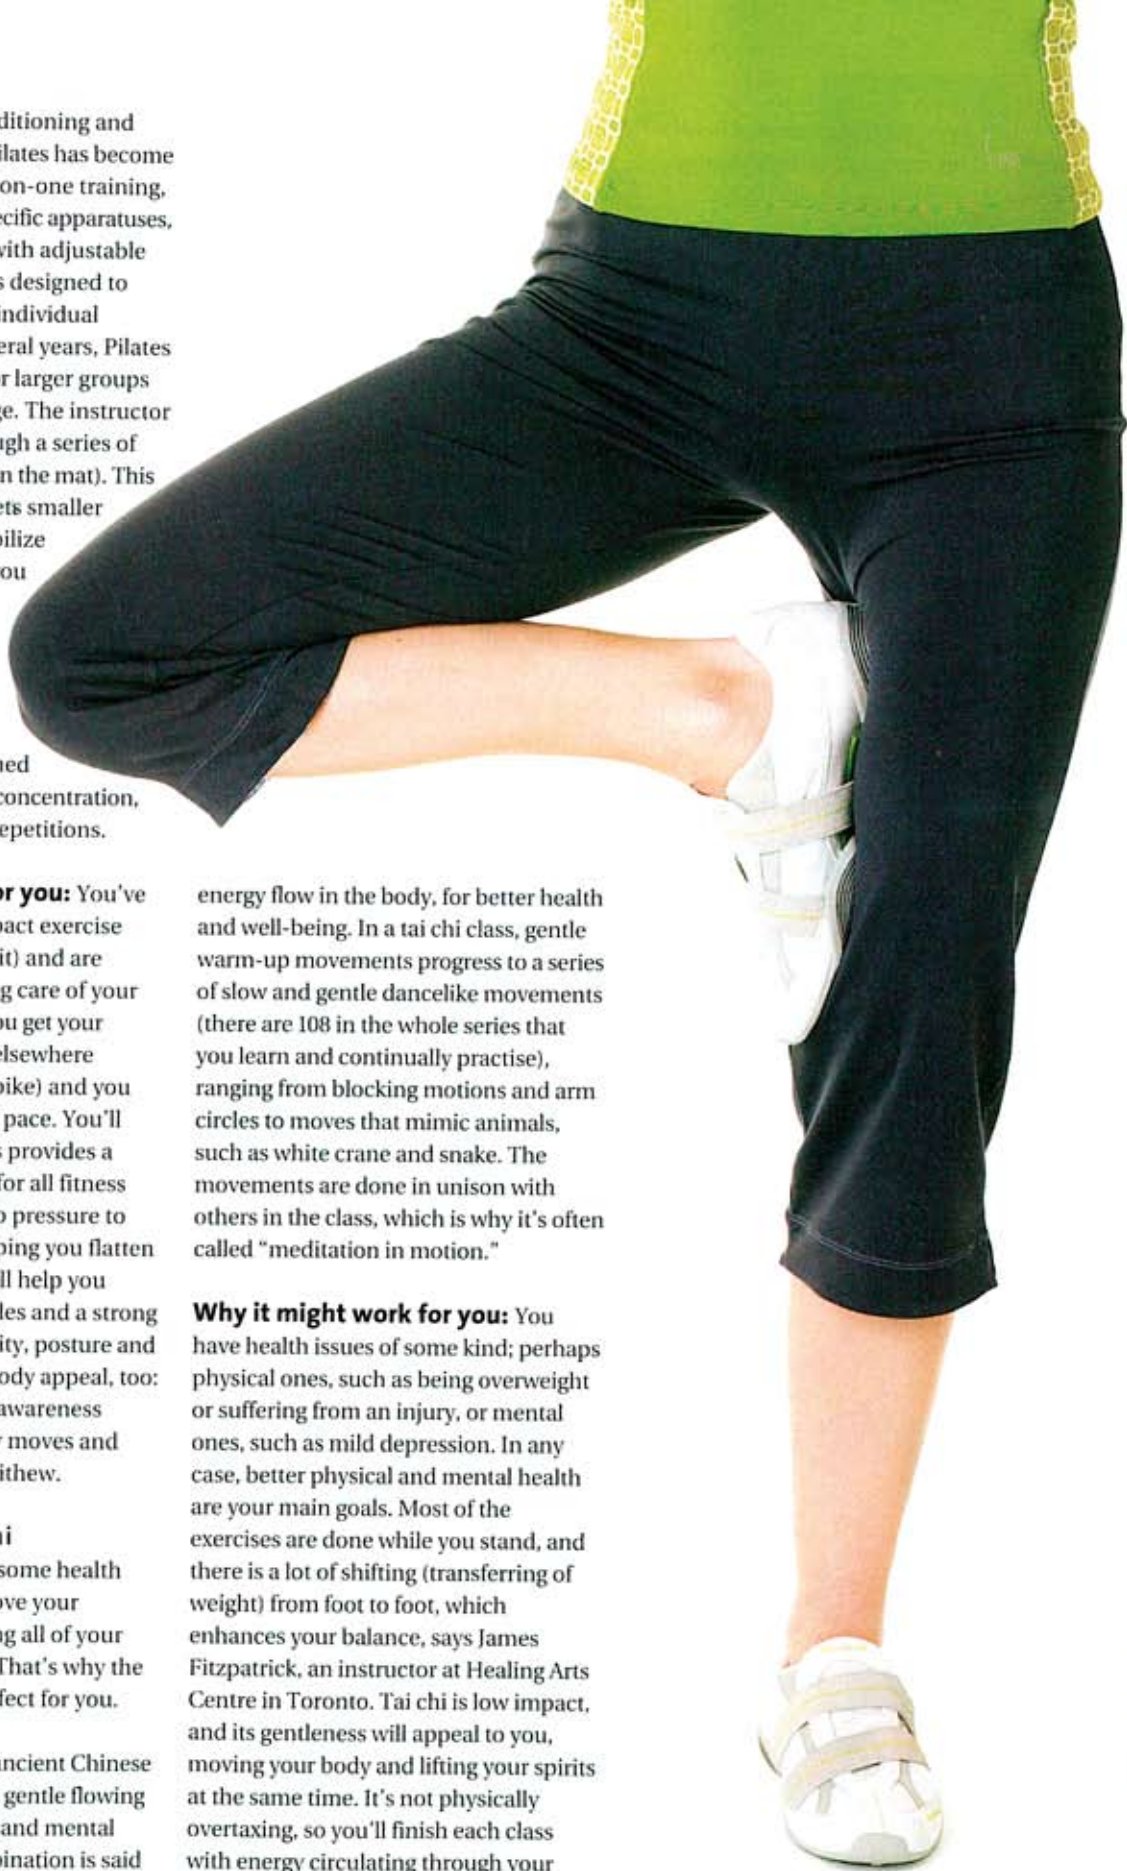 ditioning and
ilates has become
on-one training,
ecific apparatuses,
with adjustable
s designed to
individual
eral years, Pilates
r larger groups
ge. The instructor
ugh a series of
n the mat). This
ets smaller
bilize
ou
ned
concentration,
epetitions.
or you: You've
pact exercise
it) and are
g care of your
ou get your
elsewhere
bike) and you
pace. You'll
s provides a
for all fitness
o pressure to
ping you flatten
ll help you
les and a strong
ity, posture and
ody appeal, too:
awareness
y moves and
ithew.
ni
some health
ove your
ng all of your
That's why the
fect for you.
ancient Chinese
gentle flowing
and mental
bination is said
energy flow in the body, for better health
and well-being. In a tai chi class, gentle
warm-up movements progress to a series
of slow and gentle dancelike movements
(there are 108 in the whole series that
you learn and continually practise),
ranging from blocking motions and arm
circles to moves that mimic animals,
such as white crane and snake. The
movements are done in unison with
others in the class, which is why it's often
called "meditation in motion."
Why it might work for you: You
have health issues of some kind; perhaps
physical ones, such as being overweight
or suffering from an injury, or mental
ones, such as mild depression. In any
case, better physical and mental health
are your main goals. Most of the
exercises are done while you stand, and
there is a lot of shifting (transferring of
weight) from foot to foot, which
enhances your balance, says James
Fitzpatrick, an instructor at Healing Arts
Centre in Toronto. Tai chi is low impact,
and its gentleness will appeal to you,
moving your body and lifting your spirits
at the same time. It's not physically
overtaxing, so you'll finish each class
with energy circulating through your